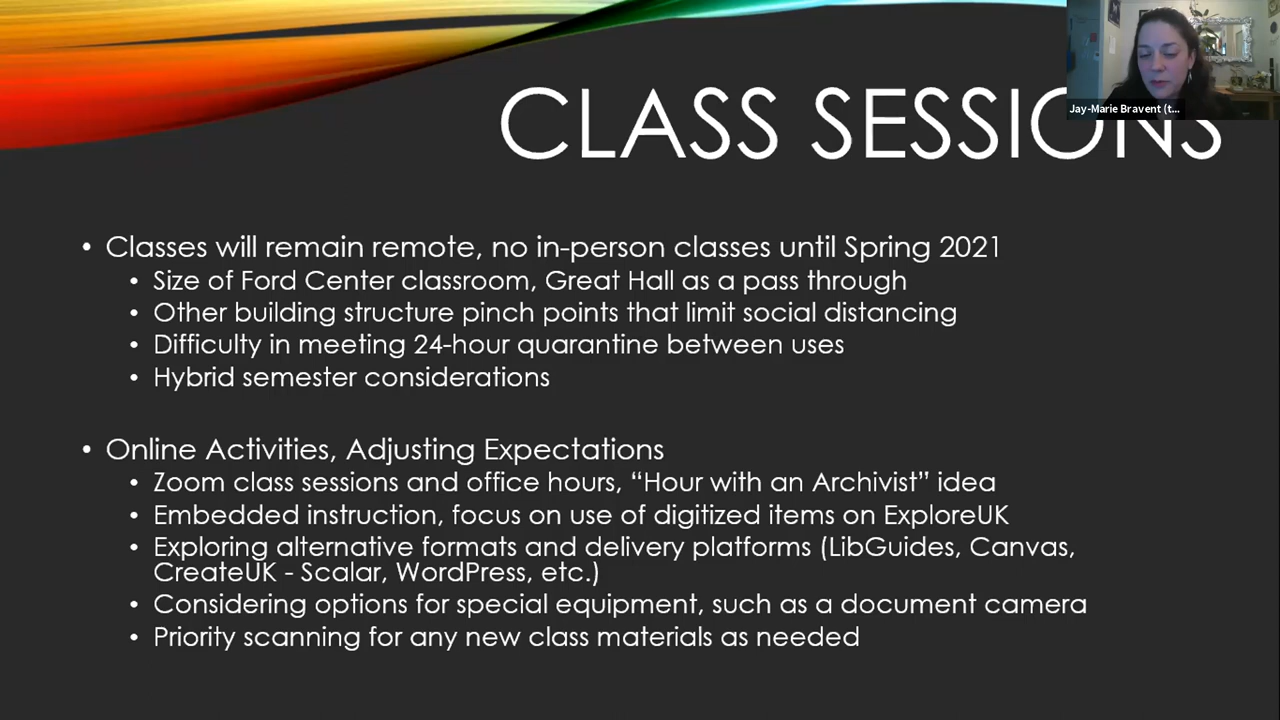 Jay-Marie Bravent (t...
CLASS SESSIONS
• Classes will remain remote, no in-person classes until Spring 2021
• Size of Ford Center classroom, Great Hall as a pass through
• Other building structure pinch points that limit social distancing
• Difficulty in meeting 24-hour quarantine between uses
• Hybrid semester considerations
• Online Activities, Adjusting Expectations
• Zoom class sessions and office hours, “Hour with an Archivist” idea
• Embedded instruction, focus on use of digitized items on ExploreUK
• Exploring alternative formats and delivery platforms (LibGuides, Canvas,
CreateUK - Scalar, WordPress, etc.)
• Considering options for special equipment, such as a document camera
• Priority scanning for any new class materials as needed